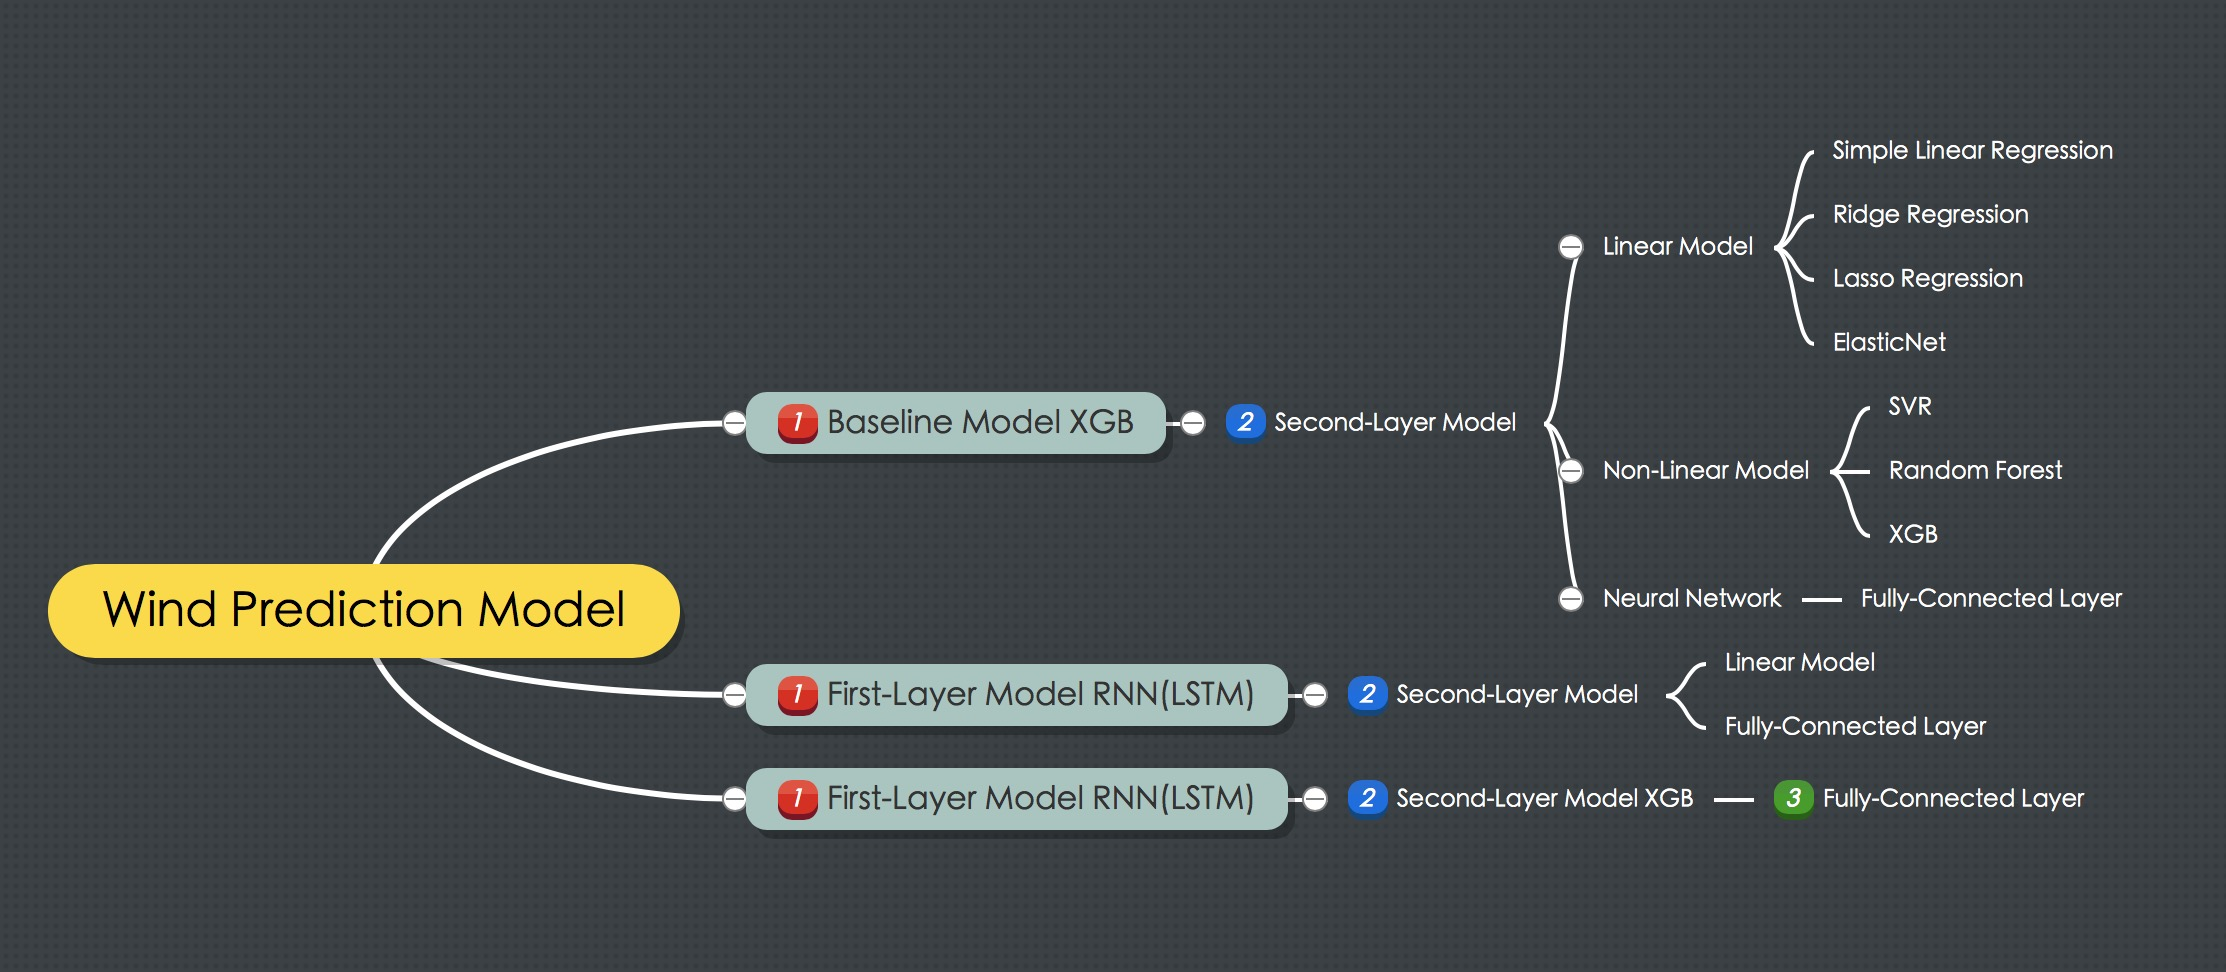 Wind Prediction Model
1 Baseline Model XGB
2 Second-Layer Model
Linear Model
Simple Linear Regression
Ridge Regression
Lasso Regression
ElasticNet
Non-Linear Model
SVR
Random Forest
XGB
Neural Network
Fully-Connected Layer
1 First-Layer Model RNN(LSTM)
2 Second-Layer Model
Linear Model
Fully-Connected Layer
1 First-Layer Model RNN(LSTM)
2 Second-Layer Model XGB
3 Fully-Connected Layer